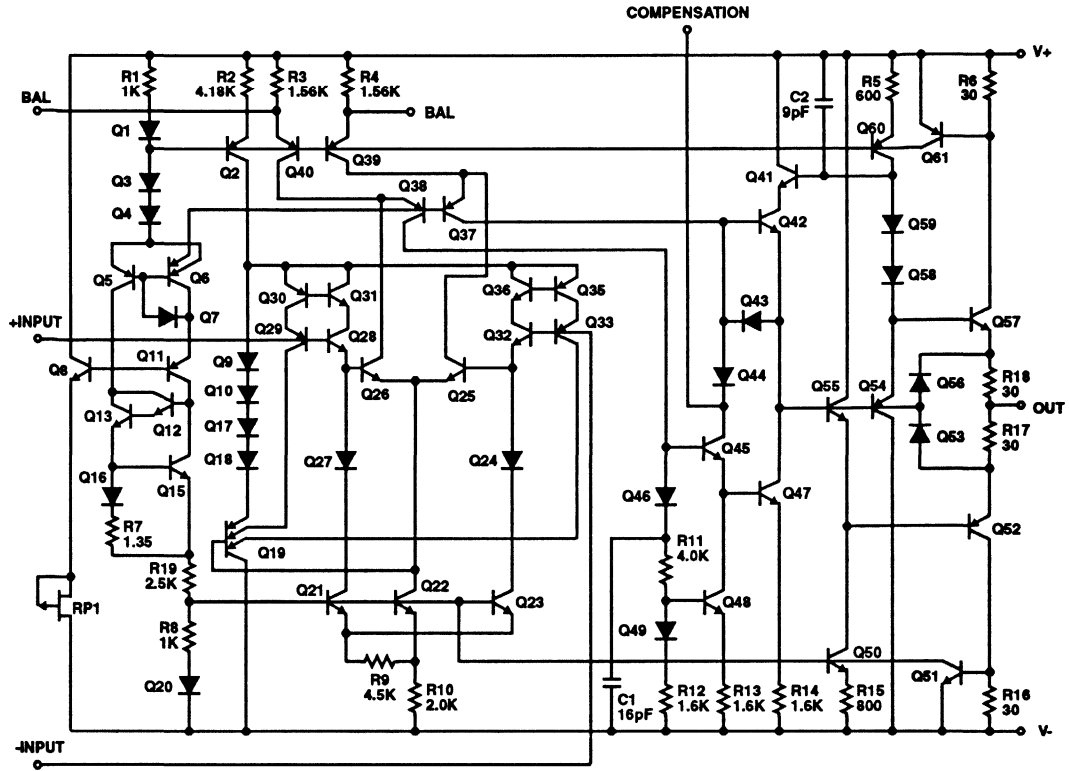 COMPENSATION
V+
R1
1K
R2
4.18K
R3
1.56K
R4
1.56K
C2
9pF
R5
600
R6
30
BAL
BAL
Q1
Q2
Q40
Q39
Q60
Q61
Q3
Q38
Q41
Q4
Q37
Q42
Q59
Q5
Q6
Q58
Q30
Q31
Q36
Q35
Q7
Q43
+INPUT
Q29
Q28
Q32
Q33
Q57
Q8
Q11
Q9
Q44
Q55
Q54
Q56
R18
30
Q10
Q26
Q25
OUT
Q13
Q12
Q17
Q53
R17
30
Q18
Q27
Q24
Q45
Q16
Q15
Q46
Q47
R7
1.35
Q19
R11
4.0K
Q52
R19
2.5K
Q21
Q22
Q23
Q48
RP1
R8
1K
Q49
Q50
Q51
Q20
R9
4.5K
R10
2.0K
C1
16pF
R12
1.6K
R13
1.6K
R14
1.6K
R15
800
R16
30
V-
-INPUT